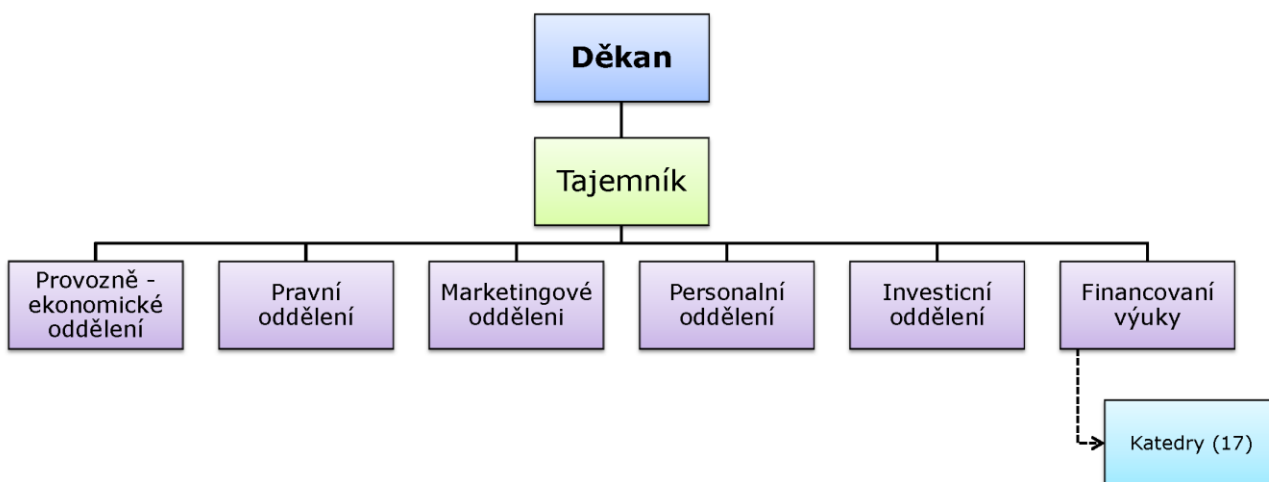 Děkan
Tajemník
Provozně -
ekonomické
oddělení
Pravní
oddělení
Marketingové
odděleni
Personalní
oddělení
Investicní
oddělení
Financovaní
výuky
Katedry (17)